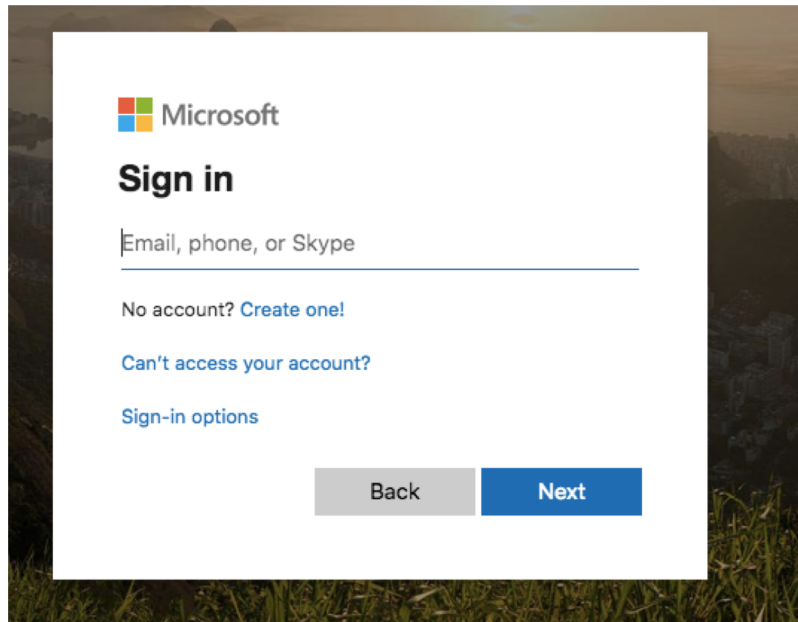 Microsoft
Sign in
Email, phone, or Skype
No account? Create one!
Can't access your account?
Sign-in options
Back Next